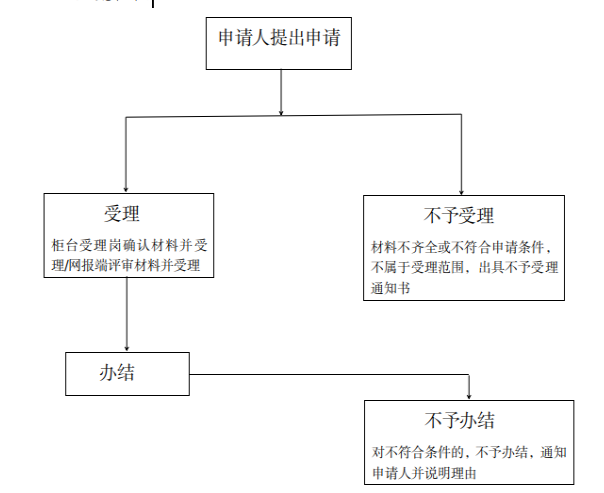 申请人提出申请
受理
柜台受理岗确认材料并受
理/网报端评审材料并受理
不予受理
材料不齐全或不符合申请条件，
不属于受理范围，出具不予受理
通知书
办结
不予办结
对不符合条件的，不予办结，通知
申请人并说明理由